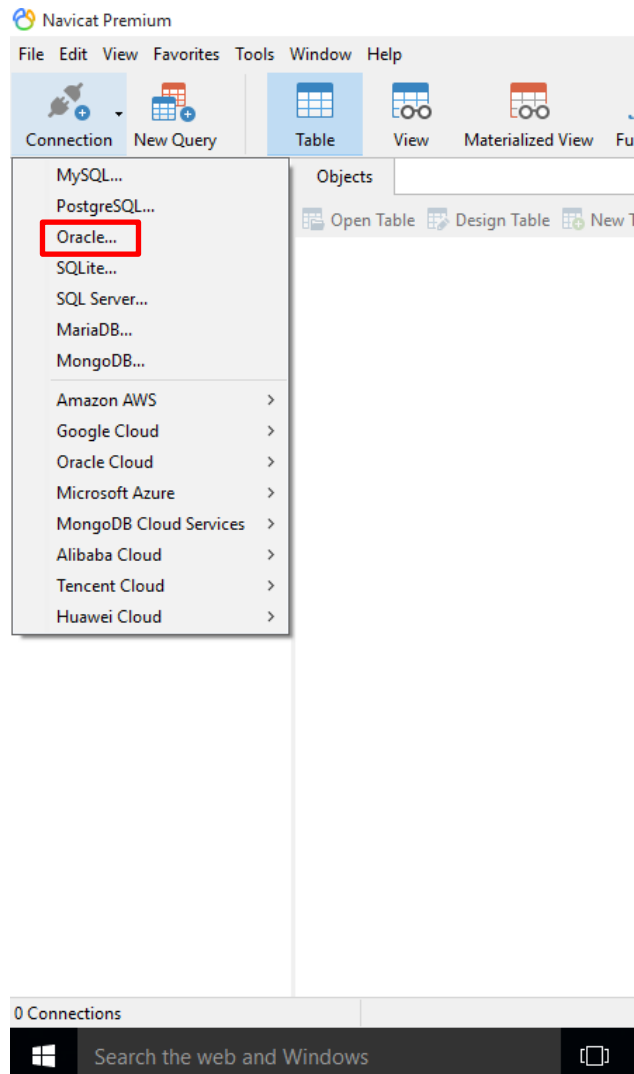 Navicat Premium
File Edit View Favorites Tools Window Help
Connection New Query Table View Materialized View Fu
MySQL...
PostgreSQL...
Oracle...
SQLite...
SQL Server...
MariaDB...
MongoDB...
Amazon AWS
Google Cloud
Oracle Cloud
Microsoft Azure
MongoDB Cloud Services
Alibaba Cloud
Tencent Cloud
Huawei Cloud
Objects
Open Table Design Table New T
0 Connections
Search the web and Windows